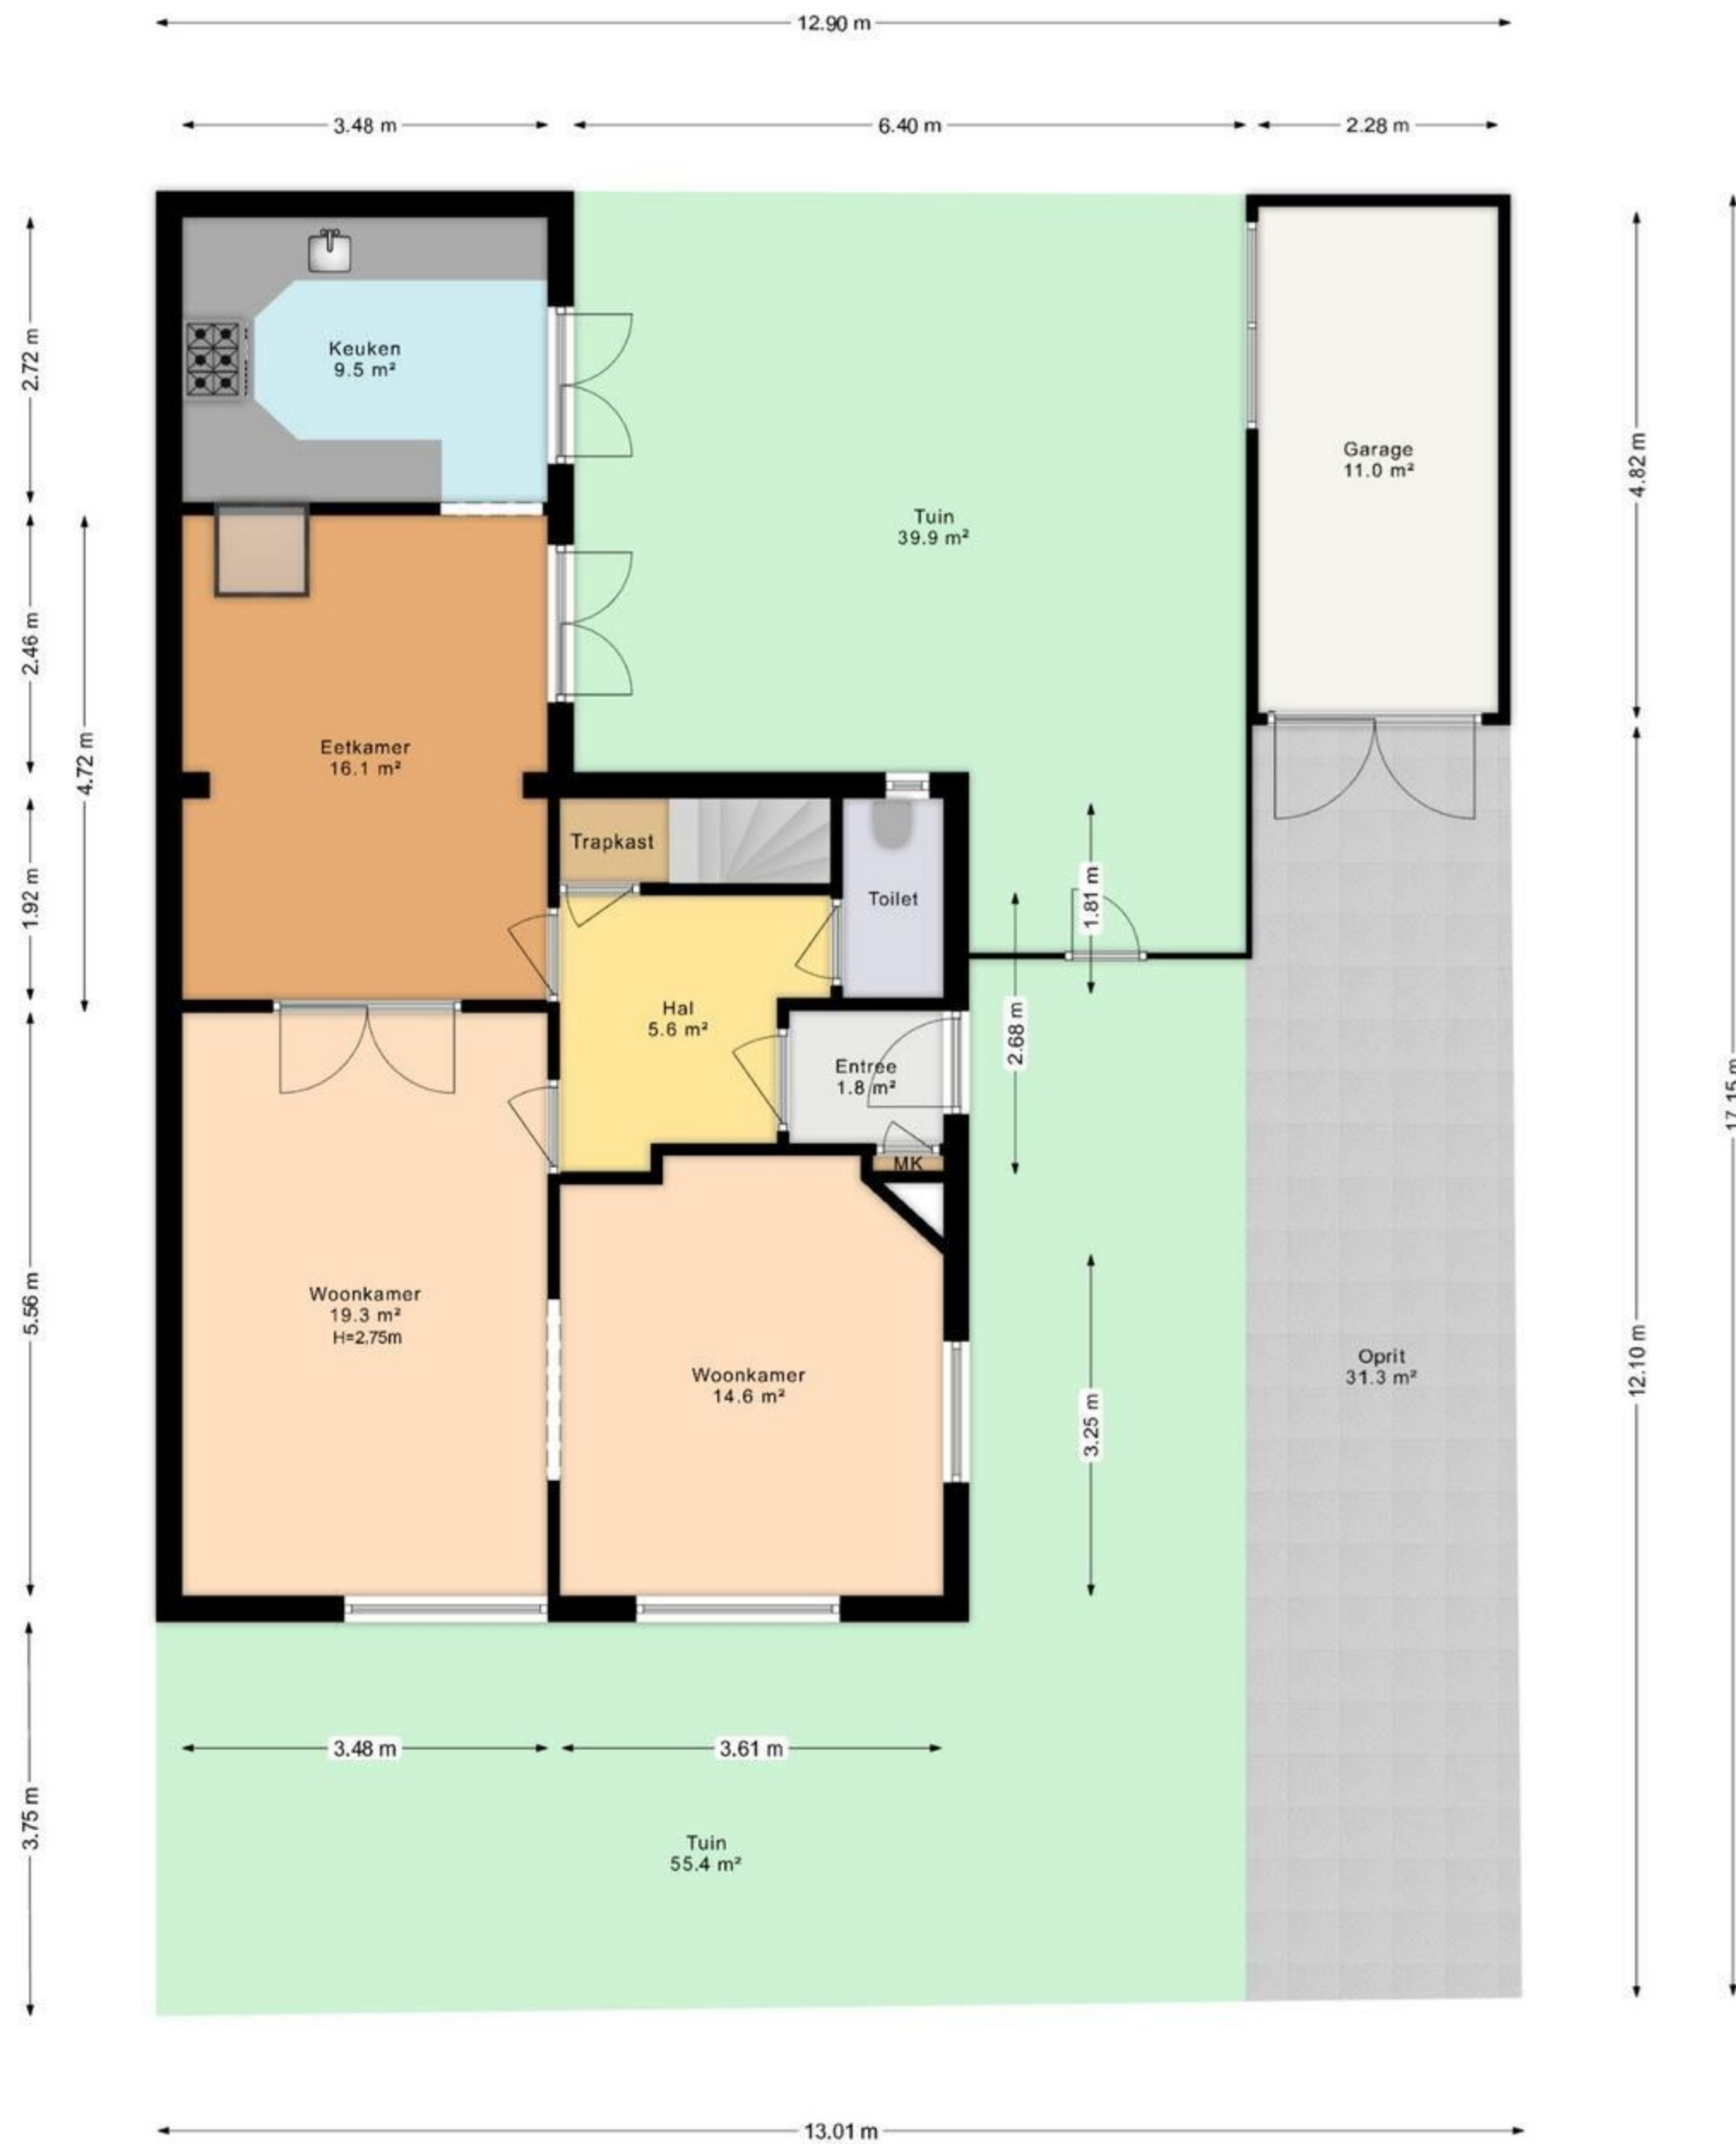 12.90 m
3.48 m
6.40 m
2.28 m
2.72 m
Keuken
9.5 m²
Garage
11.0 m²
4.82 m
Tuin
39.9 m²
2.46 m
4.72 m
Eetkamer
16.1 m²
Trapkast
Toilet
1.81 m
1.92 m
Hal
5.6 m²
2.68 m
Entree
1.8 m²
17.15 m
MK
5.56 m
Woonkamer
19.3 m²
H=2,75m
Woonkamer
14.6 m²
3.25 m
Oprit
31.3 m²
12.10 m
3.48 m
3.61 m
3.75 m
Tuin
55.4 m²
13.01 m